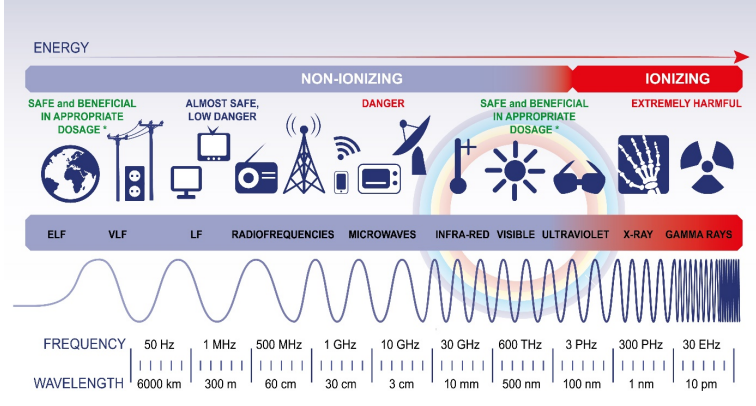 ENERGY
NON-IONIZING
IONIZING
SAFE and BENEFICIAL
IN APPROPRIATE
DOSAGE *
ALMOST SAFE,
LOW DANGER
DANGER
SAFE and BENEFICIAL
IN APPROPRIATE
DOSAGE *
EXTREMELY HARMFUL
ELF VLF LF RADIOFREQUENCIES MICROWAVES INFRA-RED VISIBLE ULTRAVIOLET X-RAY GAMMA RAYS
FREQUENCY 50 Hz 1 MHz 500 MHz 1 GHz 10 GHz 30 GHz 600 THz 3 PHz 300 PHz 30 EHz
WAVELENGTH 6000 km 300 m 60 cm 30 cm 3 cm 10 mm 500 nm 100 nm 1 nm 10 pm